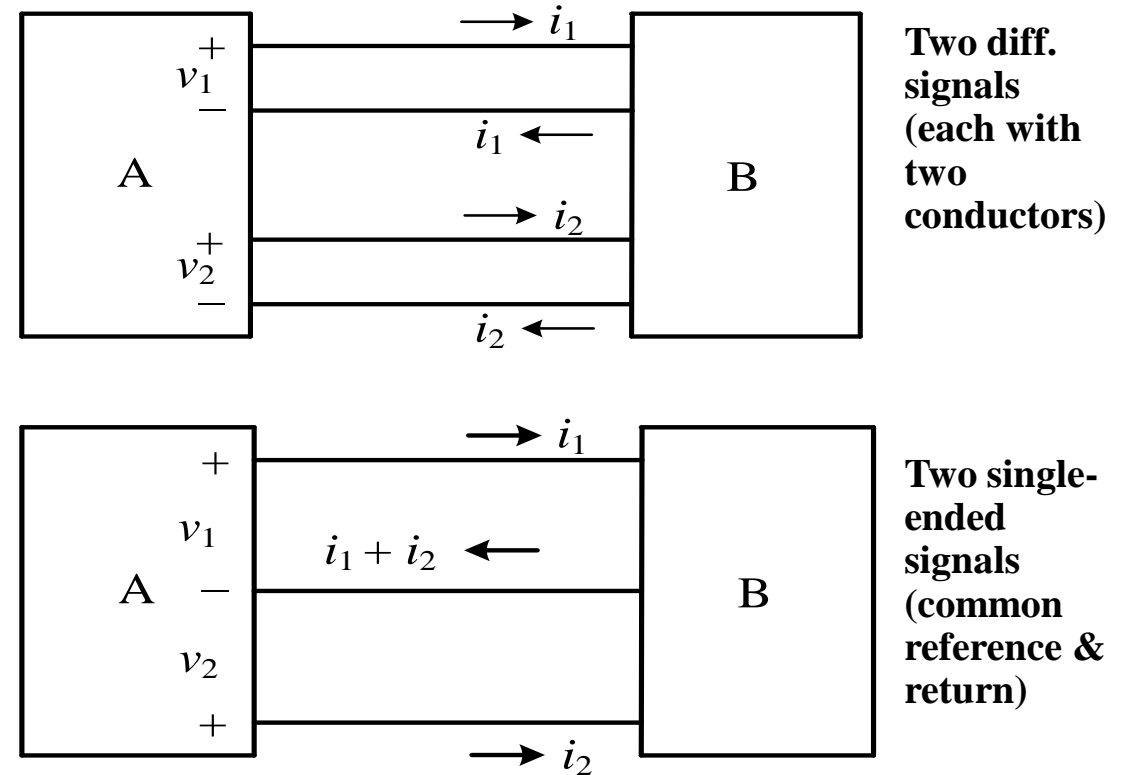 i₁
+
v₁
−
i₁
A
B
i₂
+
v₂
−
i₂
Two diff.
signals
(each with
two
conductors)
i₁
+
v₁
i₁ + i₂
A
−
B
v₂
+
i₂
Two single-
ended
signals
(common
reference &
return)